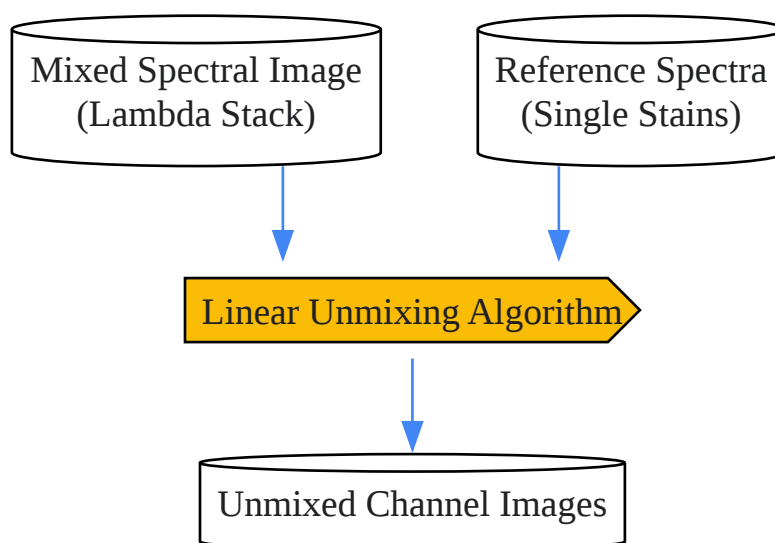 Mixed Spectral Image
(Lambda Stack)
Reference Spectra
(Single Stains)
Linear Unmixing Algorithm
Unmixed Channel Images